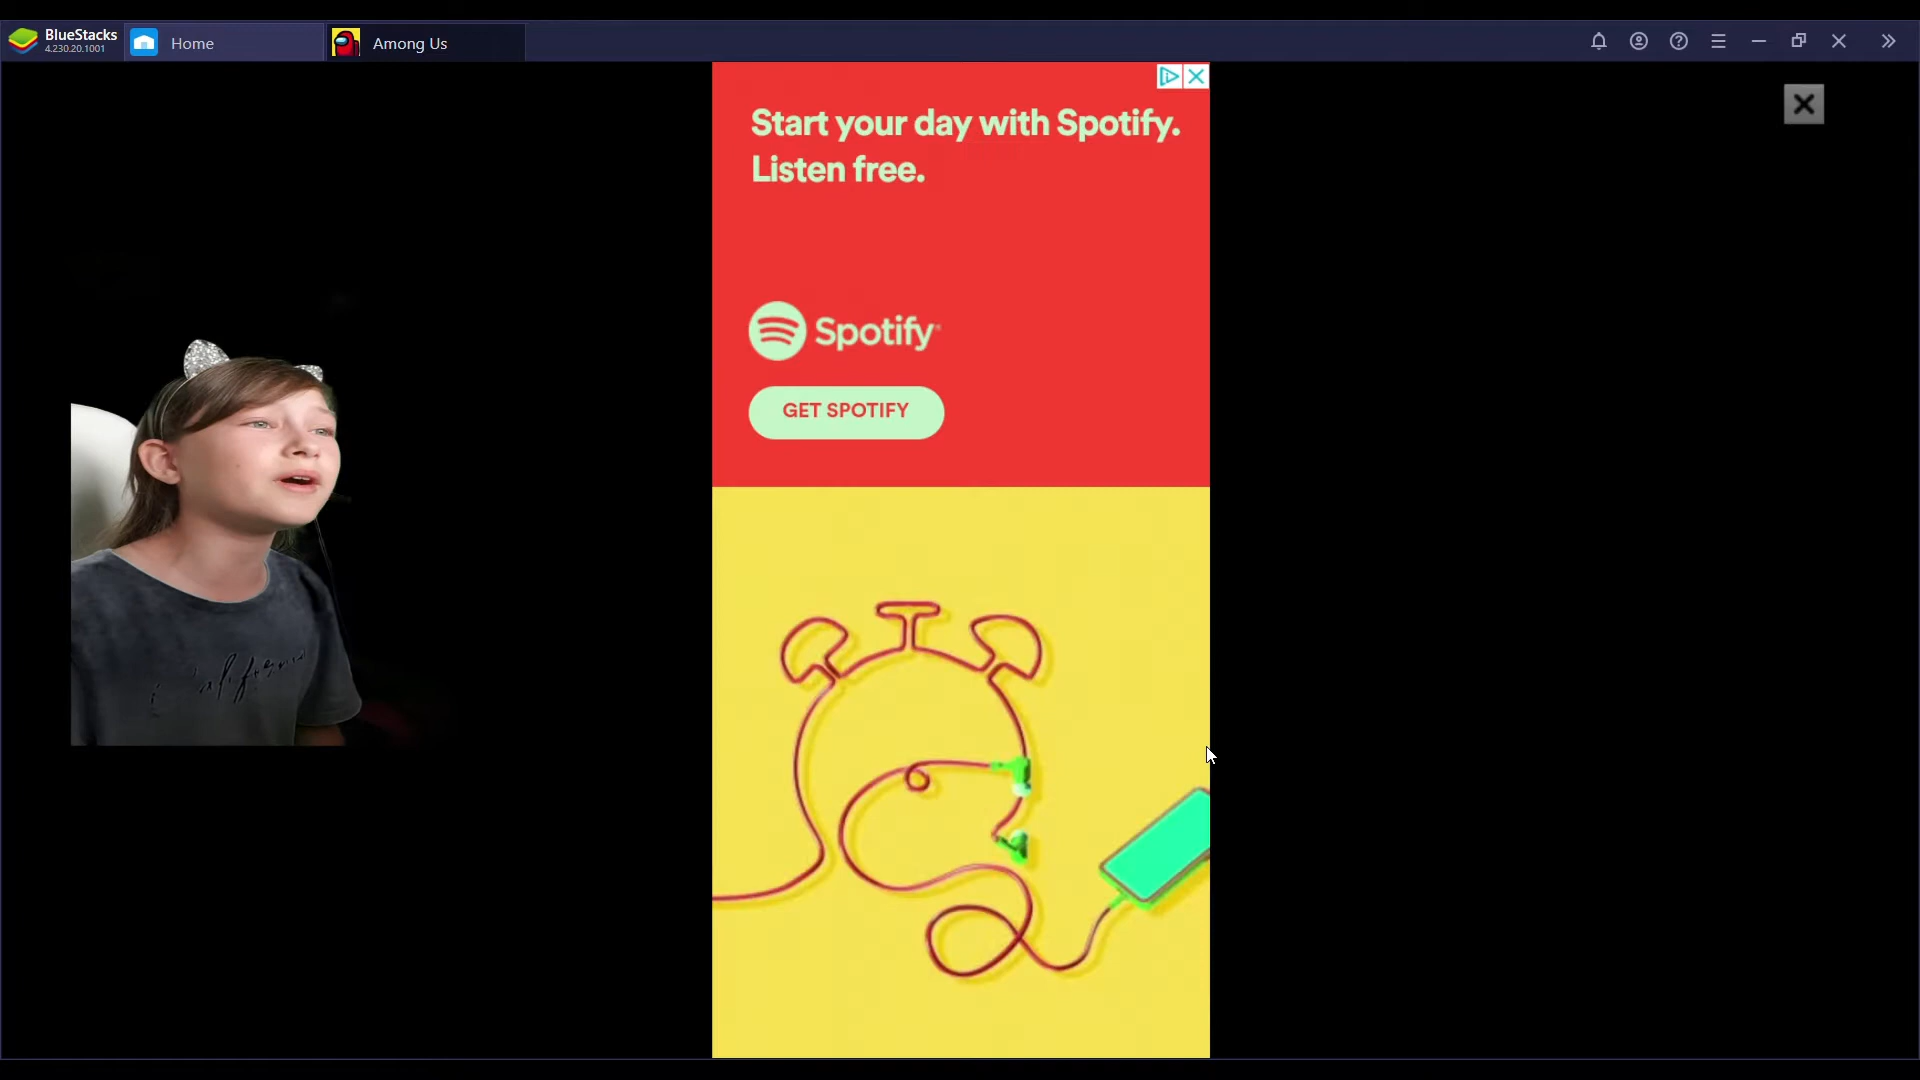 BlueStacks
4.230.20.1001
Home
Among Us
Start your day with Spotify.
Listen free.
Spotify
GET SPOTIFY